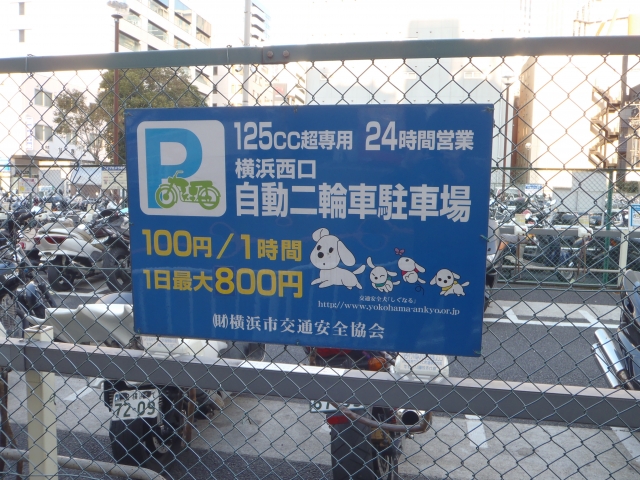 P
125cc超専用 24時間営業
横浜西口
自動二輪車駐車場
100円/1時間
1日最大800円
交通安全犬「しぐなる」
http://www.yokohama-ankyo.or.jp
(財)横浜市交通安全協会
72-09